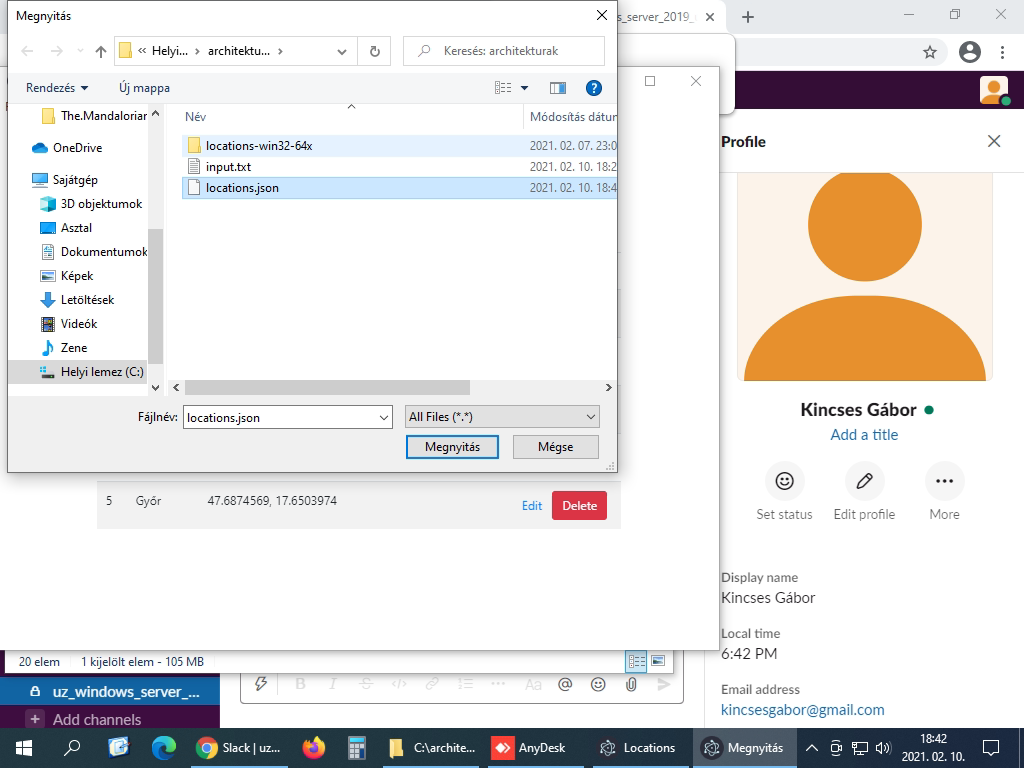 Megnyitás
s_server_2019_
« Helyi... › architektu... ›
Keresés: architekturak
Rendezés
Új mappa
The.Mandalorian
OneDrive
Sajátgép
3D objektumok
Asztal
Dokumentumok
Képek
Letöltések
Videók
Zene
Helyi lemez (C:)
Név
Módosítás dátum
locations-win32-64x
2021. 02. 07. 23:0
input.txt
2021. 02. 10. 18:2
locations.json
2021. 02. 10. 18:4
Fájlnév:
locations.json
All Files (*.*)
Megnyitás
Mégse
5 Győr 47.6874569, 17.6503974 Edit Delete
20 elem 1 kijelölt elem - 105 MB
uz_windows_server_...
+ Add channels
Profile
Kincses Gábor
Add a title
Set status
Edit profile
More
Display name
Kincses Gábor
Local time
6:42 PM
Email address
kincsesgabor@gmail.com
Slack | uz...
C:\archite...
AnyDesk
Locations
Megnyitás
18:42
2021. 02. 10.